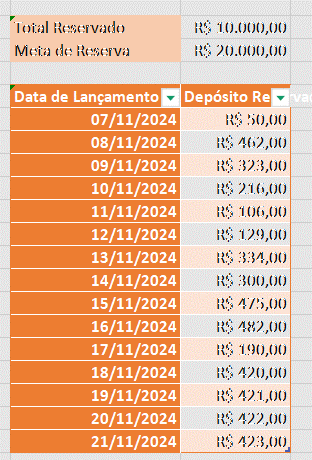 Total Reservado R$ 10.000,00
Meta de Reserva R$ 20.000,00
Data de Lançamento Depósito Re
07/11/2024 R$ 50,00
08/11/2024 R$ 462,00
09/11/2024 R$ 323,00
10/11/2024 R$ 216,00
11/11/2024 R$ 106,00
12/11/2024 R$ 129,00
13/11/2024 R$ 334,00
14/11/2024 R$ 300,00
15/11/2024 R$ 475,00
16/11/2024 R$ 482,00
17/11/2024 R$ 190,00
18/11/2024 R$ 420,00
19/11/2024 R$ 421,00
20/11/2024 R$ 422,00
21/11/2024 R$ 423,00